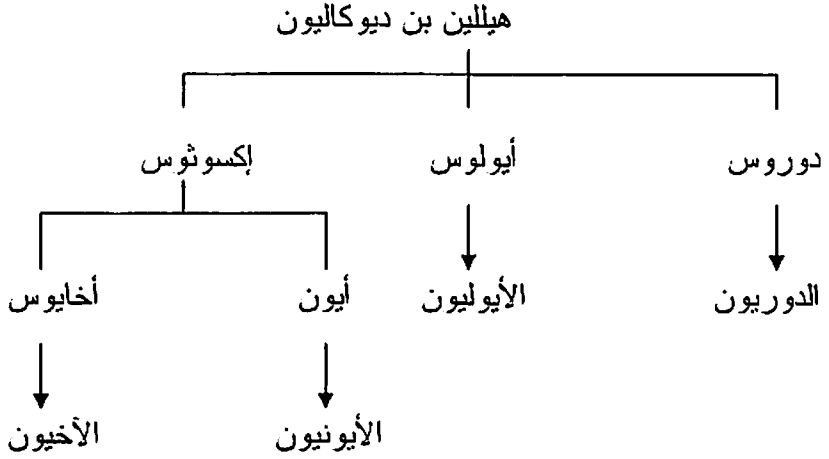 هيللين بن ديوكاليون
دوروس أيولوس إكسوثوس
الدوريون الأيوليون أيون أخايوس
الأيونيون الآخيون